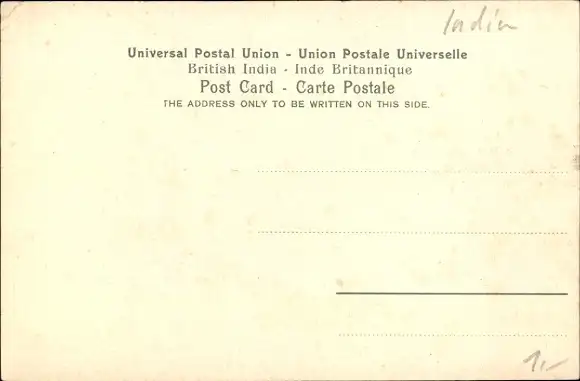 India
Universal Postal Union - Union Postale Universelle
British India - Inde Britannique
Post Card - Carte Postale
THE ADDRESS ONLY TO BE WRITTEN ON THIS SIDE.
1,-